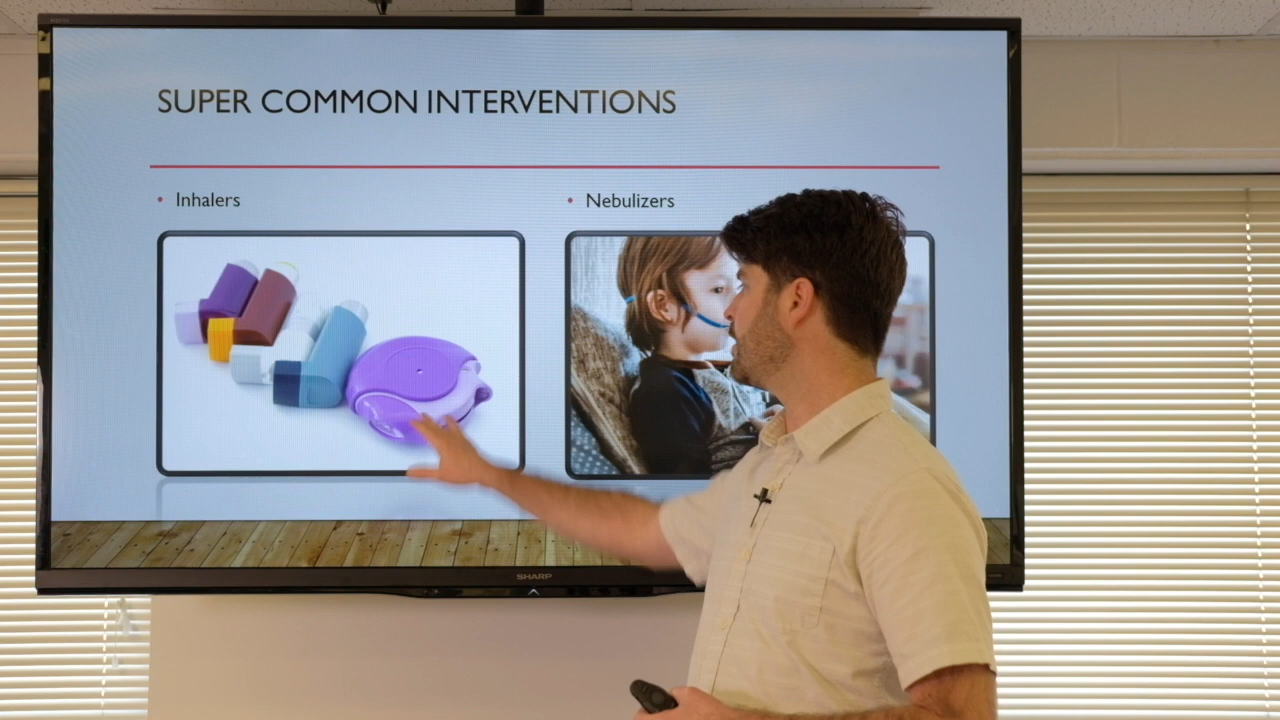 SUPER COMMON INTERVENTIONS
• Inhalers
• Nebulizers
SHARP